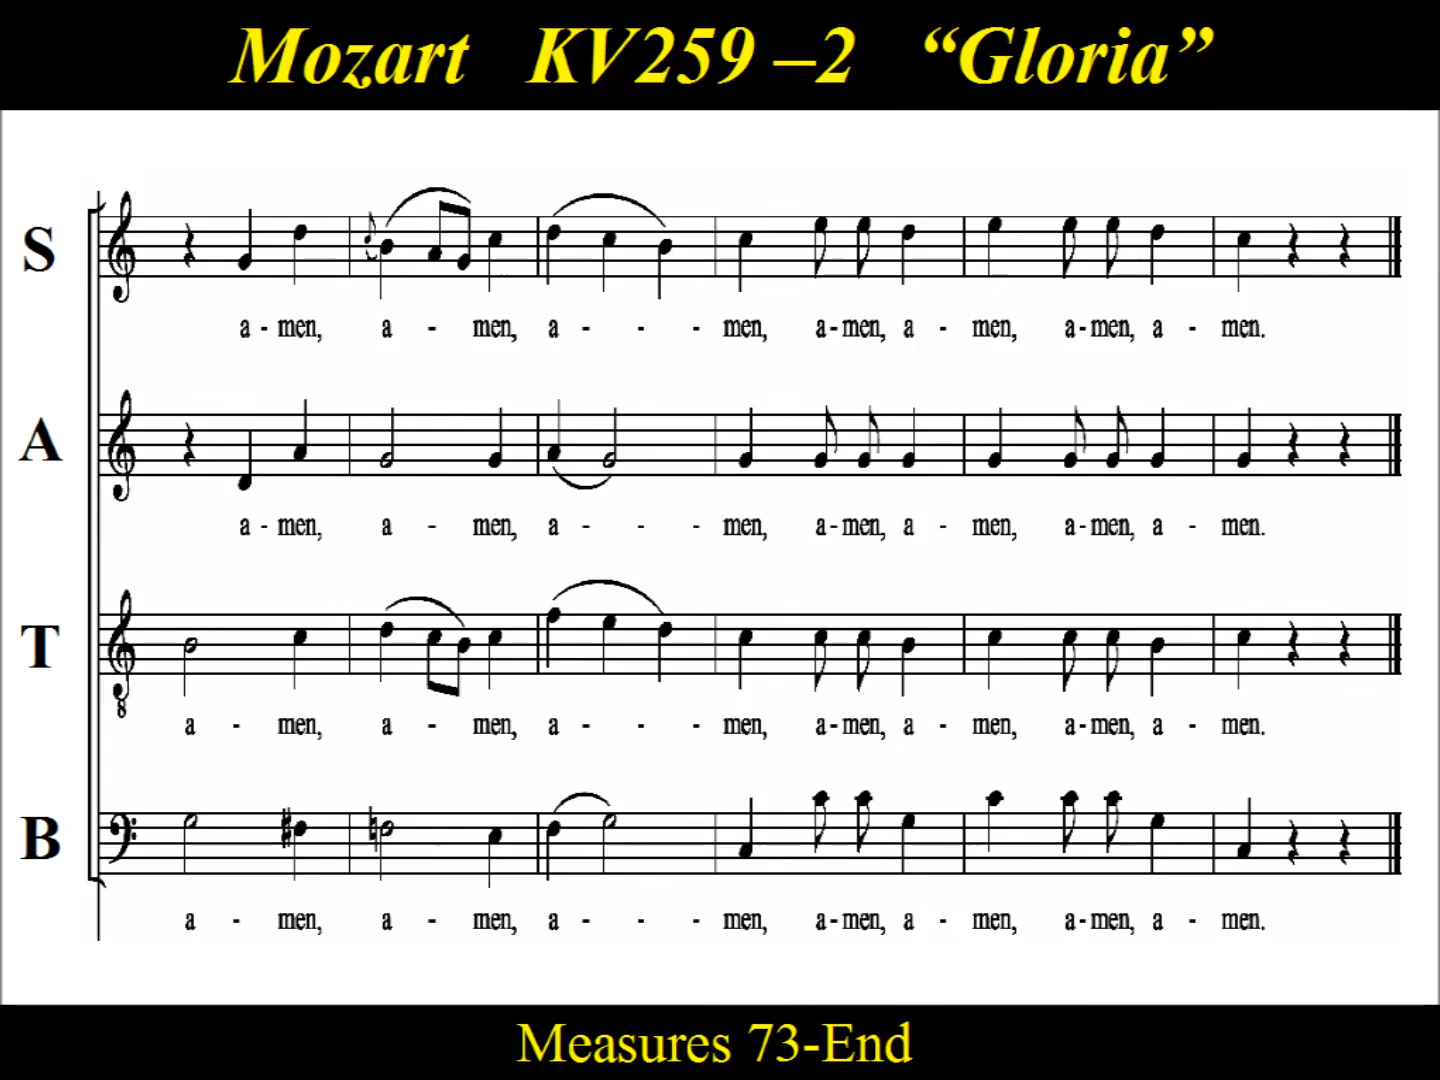 Mozart KV259 –2 “Gloria”
S
a - men, a - men, a - - - men, a - men, a - men, a - men, a - men.
A
a - men, a - men, a - - - men, a - men, a - men, a - men, a - men.
T
8
a - men, a - men, a - - - men, a - men, a - men, a - men, a - men.
B
a - men, a - men, a - - - men, a - men, a - men, a - men, a - men.
Measures 73-End